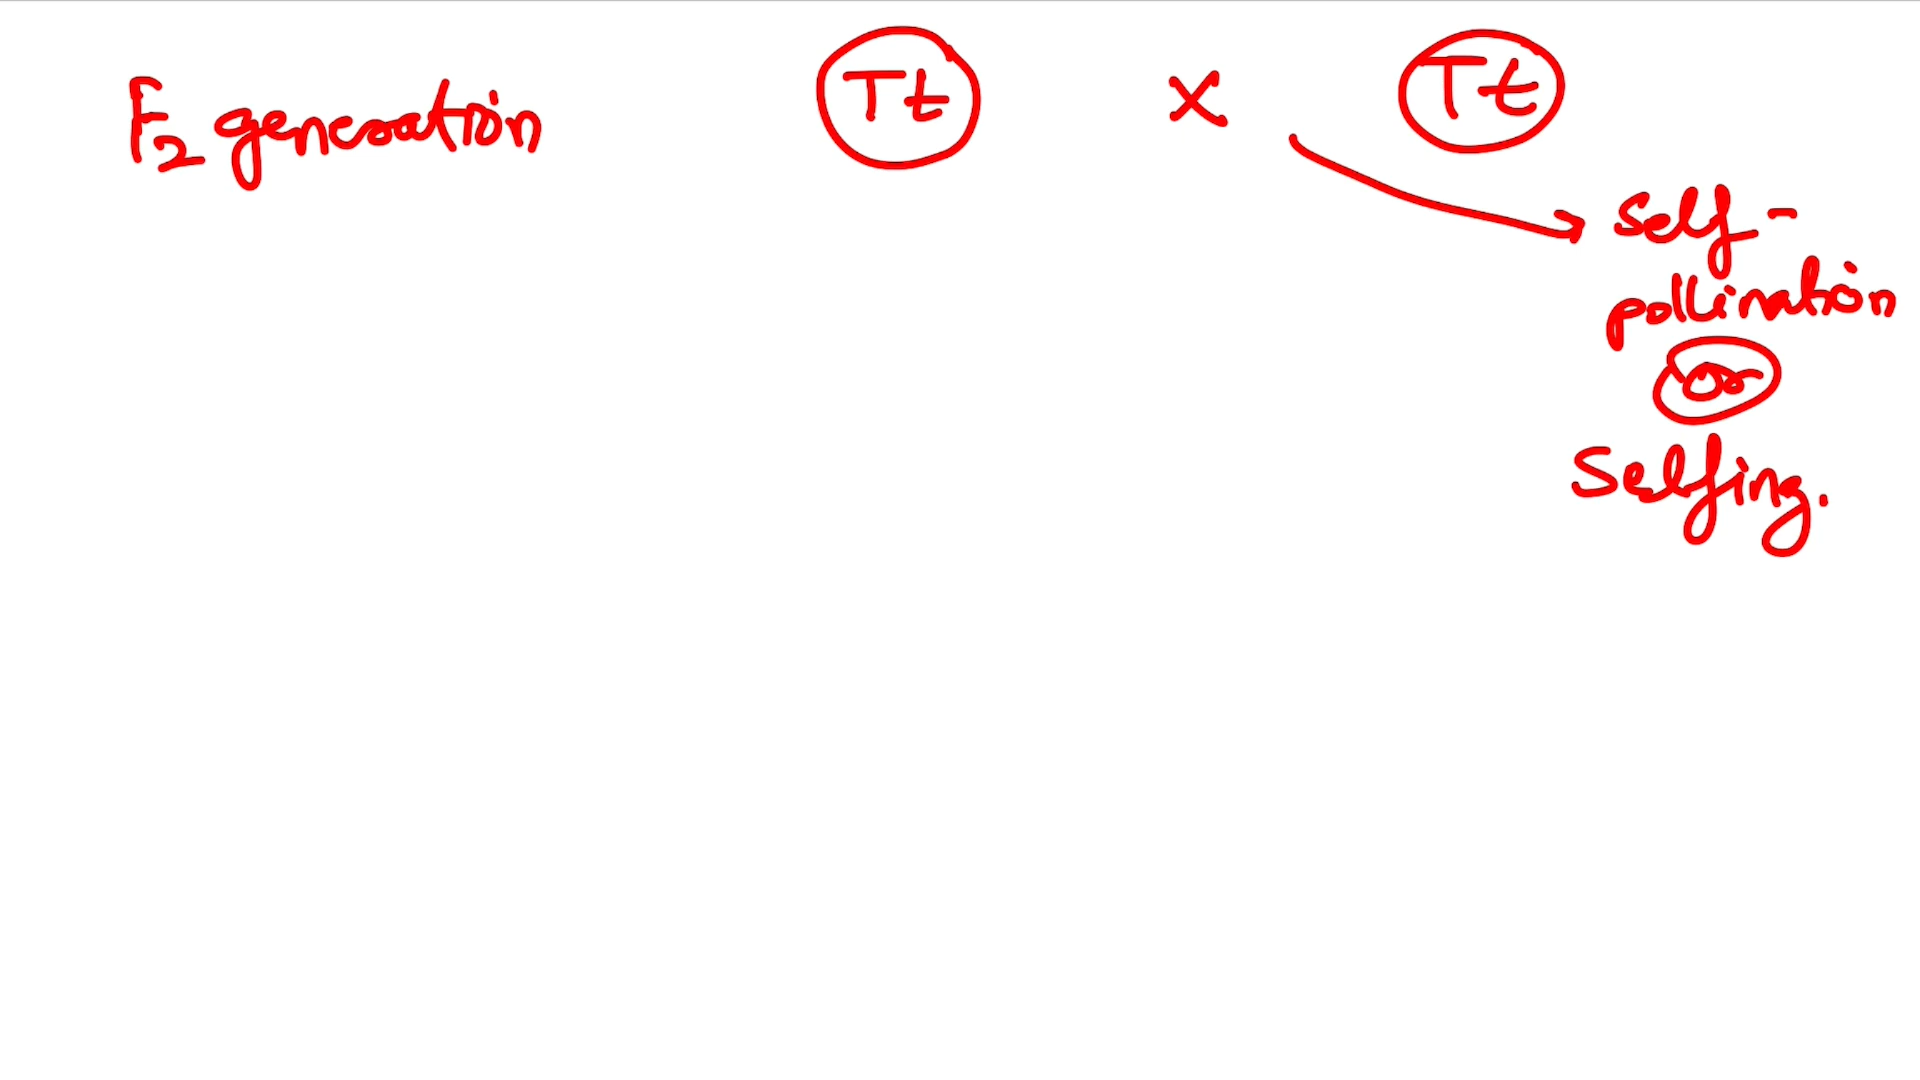 F2 generation Tt x Tt
self-
pollination
or
Selfing.